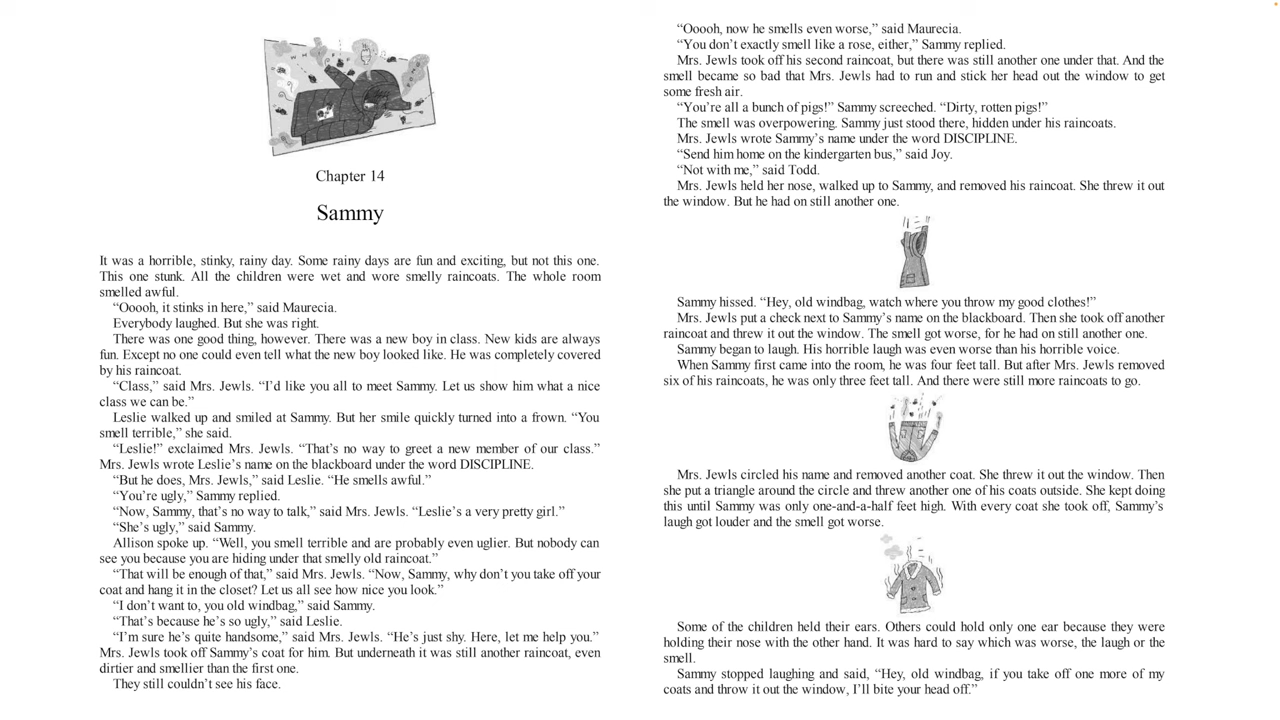 Chapter 14
Sammy
It was a horrible, stinky, rainy day. Some rainy days are fun and exciting, but not this one.
This one stunk. All the children were wet and wore smelly raincoats. The whole room
smelled awful.
“Ooooh, it stinks in here,” said Maurecia.
Everybody laughed. But she was right.
There was one good thing, however. There was a new boy in class. New kids are always
fun. Except no one could even tell what the new boy looked like. He was completely covered
by his raincoat.
“Class,” said Mrs. Jewls. “I’d like you all to meet Sammy. Let us show him what a nice
class we can be.”
Leslie walked up and smiled at Sammy. But her smile quickly turned into a frown. “You
smell terrible,” she said.
“Leslie!” exclaimed Mrs. Jewls. “That’s no way to greet a new member of our class.”
Mrs. Jewls wrote Leslie’s name on the blackboard under the word DISCIPLINE.
“But he does, Mrs. Jewls,” said Leslie. “He smells awful.”
“You’re ugly,” Sammy replied.
“Now, Sammy, that’s no way to talk,” said Mrs. Jewls. “Leslie’s a very pretty girl.”
“She’s ugly,” said Sammy.
Allison spoke up. “Well, you smell terrible and are probably even uglier. But nobody can
see you because you are hiding under that smelly old raincoat.”
“That will be enough of that,” said Mrs. Jewls. “Now, Sammy, why don’t you take off your
coat and hang it in the closet? Let us all see how nice you look.”
“I don’t want to, you old windbag,” said Sammy.
“That’s because he’s so ugly,” said Leslie.
“I’m sure he’s quite handsome,” said Mrs. Jewls. “He’s just shy. Here, let me help you.”
Mrs. Jewls took off Sammy’s coat for him. But underneath it was still another raincoat, even
dirtier and smellier than the first one.
They still couldn’t see his face.
“Ooooh, now he smells even worse,” said Maurecia.
“You don’t exactly smell like a rose, either,” Sammy replied.
Mrs. Jewls took off his second raincoat, but there was still another one under that. And the
smell became so bad that Mrs. Jewls had to run and stick her head out the window to get
some fresh air.
“You’re all a bunch of pigs!” Sammy screeched. “Dirty, rotten pigs!”
The smell was overpowering. Sammy just stood there, hidden under his raincoats.
Mrs. Jewls wrote Sammy’s name under the word DISCIPLINE.
“Send him home on the kindergarten bus,” said Joy.
“Not with me,” said Todd.
Mrs. Jewls held her nose, walked up to Sammy, and removed his raincoat. She threw it out
the window. But he had on still another one.
Sammy hissed. “Hey, old windbag, watch where you throw my good clothes!”
Mrs. Jewls put a check next to Sammy’s name on the blackboard. Then she took off another
raincoat and threw it out the window. The smell got worse, for he had on still another one.
Sammy began to laugh. His horrible laugh was even worse than his horrible voice.
When Sammy first came into the room, he was four feet tall. But after Mrs. Jewls removed
six of his raincoats, he was only three feet tall. And there were still more raincoats to go.
Mrs. Jewls circled his name and removed another coat. She threw it out the window. Then
she put a triangle around the circle and threw another one of his coats outside. She kept doing
this until Sammy was only one-and-a-half feet high. With every coat she took off, Sammy’s
laugh got louder and the smell got worse.
Some of the children held their ears. Others could hold only one ear because they were
holding their nose with the other hand. It was hard to say which was worse, the laugh or the
smell.
Sammy stopped laughing and said, “Hey, old windbag, if you take off one more of my
coats and throw it out the window, I’ll bite your head off.”